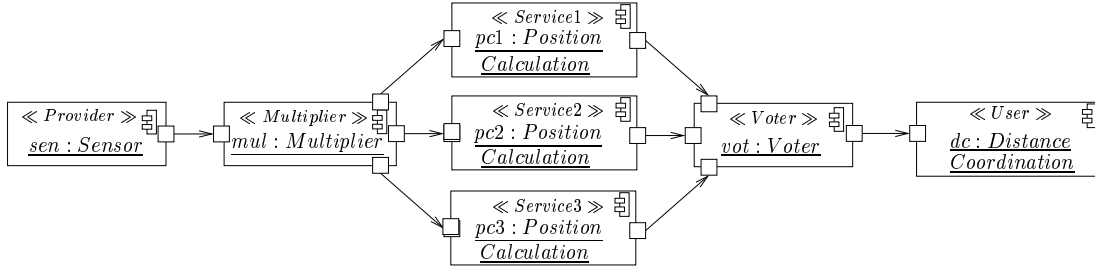 ≪ Provider ≫
sen : Sensor
≪ Multiplier ≫
mul : Multiplier
≪ Service1 ≫
pc1 : Position
Calculation
≪ Service2 ≫
pc2 : Position
Calculation
≪ Service3 ≫
pc3 : Position
Calculation
≪ Voter ≫
vot : Voter
≪ User ≫
dc : Distance
Coordination